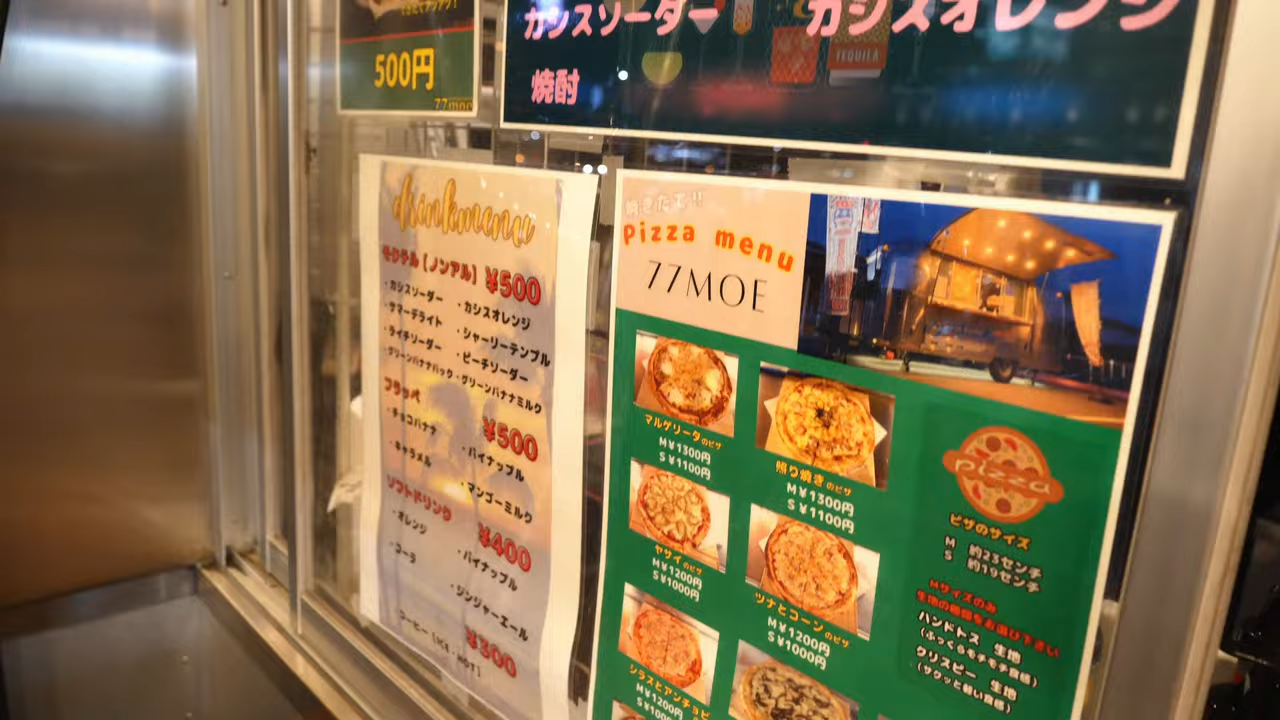 500円
77moe
カシスソーダー
カシスオレンジ
焼酎
TEQUILA
drinkmenu
モクテル [ノンアル] ¥500
・カシスソーダー ・カシスオレンジ
・サマーデライト ・シャーリーテンプル
・ライチソーダー ・ピーチソーダー
・グリーンバナナバック ・グリーンバナナミルク
フラッペ ¥500
・チョコバナナ ・パイナップル
・キャラメル ・マンゴーミルク
ソフトドリンク ¥400
・オレンジ ・パイナップル
・コーラ ・ジンジャーエール
¥300
コーヒー [ICE・HOT]
焼きたて!!
pizza menu
77MOE
マルゲリータのピザ
M¥1300円
S¥1100円
照り焼きのピザ
M¥1300円
S¥1100円
ヤサイのピザ
M¥1200円
S¥1000円
ツナとコーンのピザ
M¥1200円
S¥1000円
シラスとアンチョビ
M¥1200円
S¥1000円
pizza
ピザのサイズ
M 約23センチ
S 約19センチ
Mサイズのみ
生地の種類をお選び下さい
ハンドトス 生地
(ふっくらモチモチ食感)
クリスピー 生地
(サクッと軽い食感)